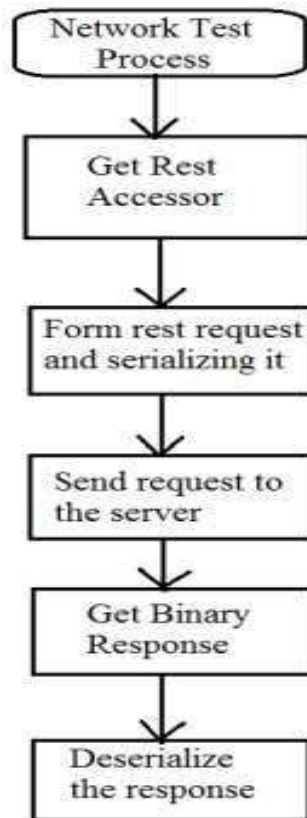 Network Test
Process
Get Rest
Accessor
Form rest request
and serializing it
Send request to
the server
Get Binary
Response
Deserialize
the response